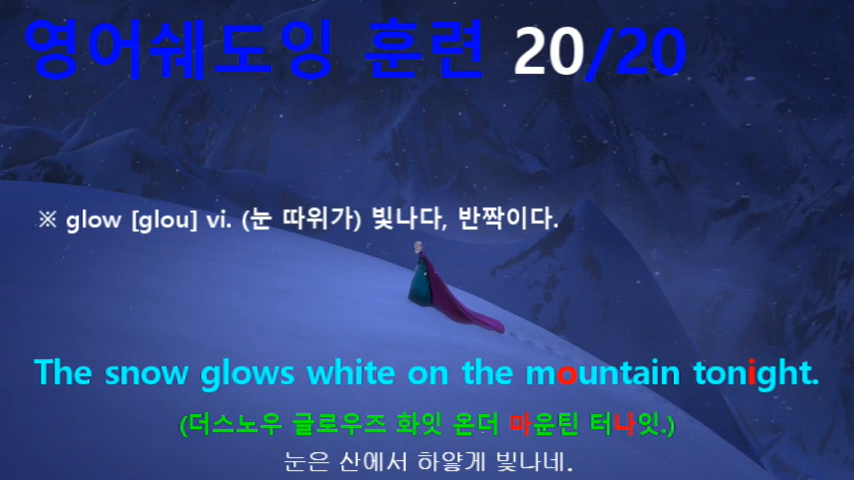 영어쉐도잉 훈련 20/20
※ glow [glou] vi. (눈 따위가) 빛나다, 반짝이다.
The snow glows white on the mountain tonight.
(더스노우 글로우즈 화잇 온더 마운틴 터나잇.)
눈은 산에서 하얗게 빛나네.